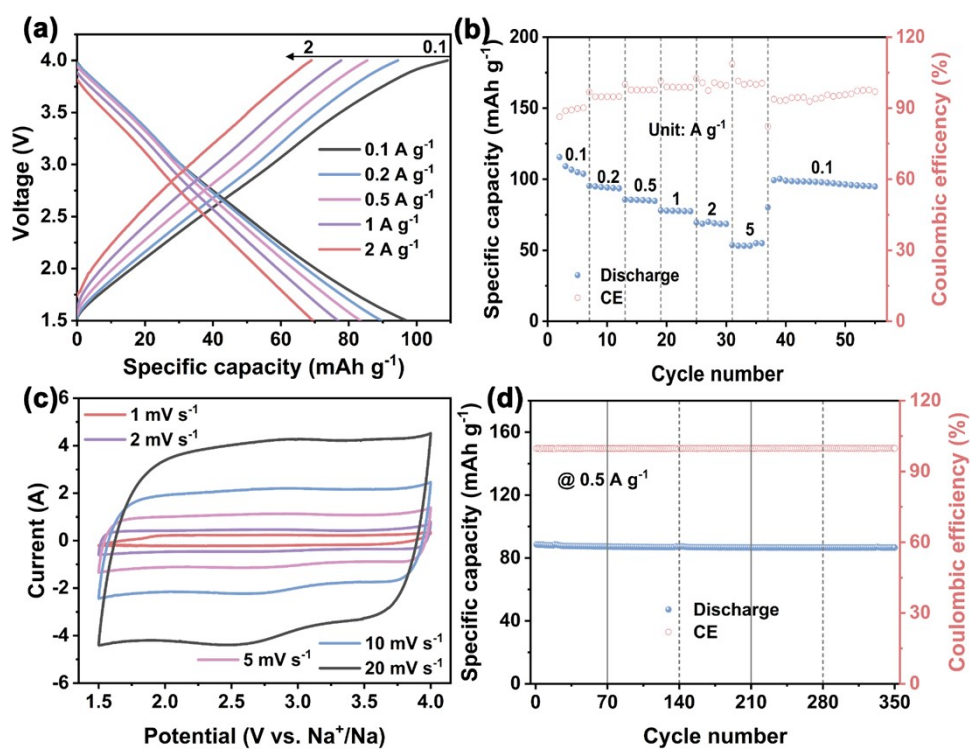 (a)
2
0.1
4.0
3.5
3.0
2.5
2.0
1.5
Voltage (V)
0.1 A g⁻¹
0.2 A g⁻¹
0.5 A g⁻¹
1 A g⁻¹
2 A g⁻¹
0 20 40 60 80 100
Specific capacity (mAh g⁻¹)
(b)
200
150
100
50
0
Specific capacity (mAh g⁻¹)
Unit: A g⁻¹
0.1
0.2
0.5
1
2
5
0.1
Discharge
CE
120
90
60
30
0
Coulombic efficency (%)
0 10 20 30 40 50
Cycle number
(c)
6
4
2
0
-2
-4
-6
Current (A)
1 mV s⁻¹
2 mV s⁻¹
10 mV s⁻¹
5 mV s⁻¹
20 mV s⁻¹
1.5 2.0 2.5 3.0 3.5 4.0
Potential (V vs. Na⁺/Na)
(d)
160
120
80
40
0
Specific capacity (mAh g⁻¹)
@ 0.5 A g⁻¹
Discharge
CE
120
90
60
30
0
Coulombic efficiency (%)
0 70 140 210 280 350
Cycle number